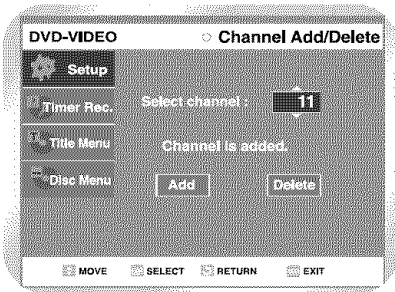 DVD-VIDEO ○ Channel Add/Delete
Setup
Timer Rec.
Select channel : 11
Title Menu
Channel is added.
Disc Menu
Add Delete
MOVE SELECT RETURN EXIT